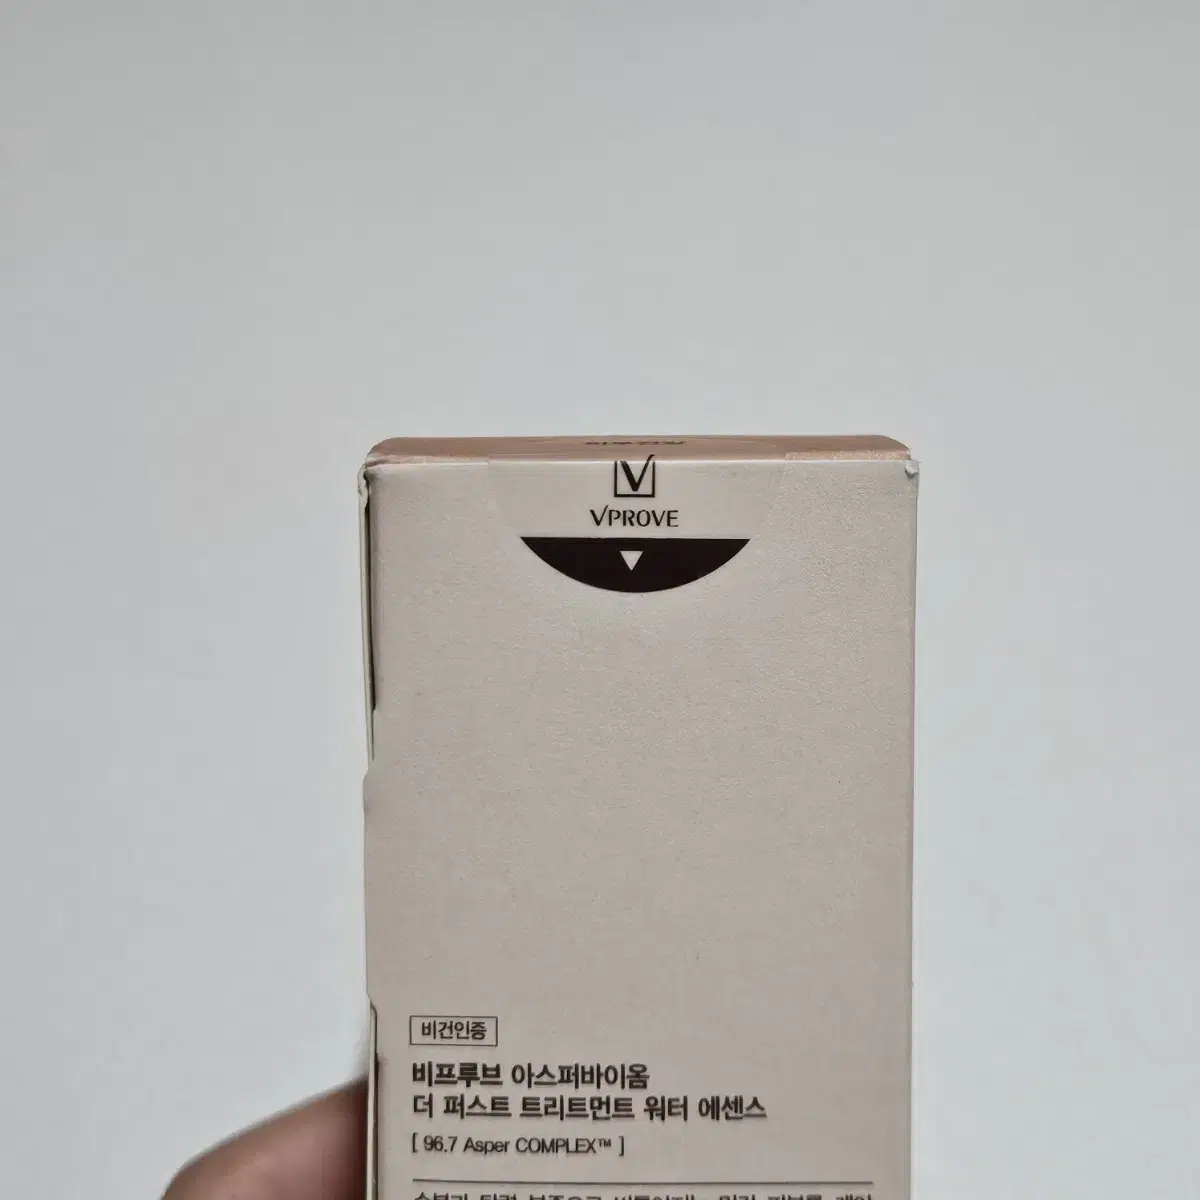 V
VPROVE
비건인증
비프루브 아스퍼바이옴
더 퍼스트 트리트먼트 워터 에센스
[ 96.7 Asper COMPLEX™ ]